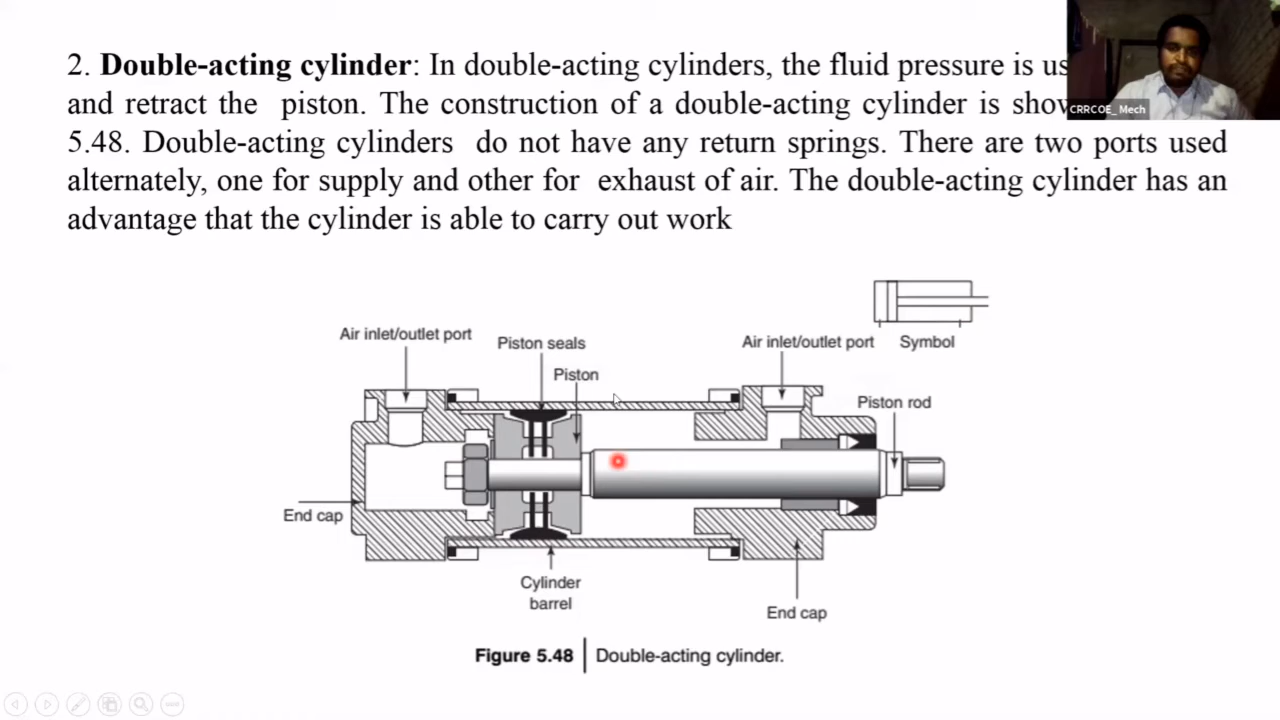 2. Double-acting cylinder: In double-acting cylinders, the fluid pressure is
and retract the piston. The construction of a double-acting cylinder is
5.48. Double-acting cylinders do not have any return springs. There are two ports used
alternately, one for supply and other for exhaust of air. The double-acting cylinder has an
advantage that the cylinder is able to carry out work
CRRCOE_ Mech
Air inlet/outlet port
Piston seals
Piston
Air inlet/outlet port
Symbol
Piston rod
End cap
Cylinder
barrel
End cap
Figure 5.48 | Double-acting cylinder.